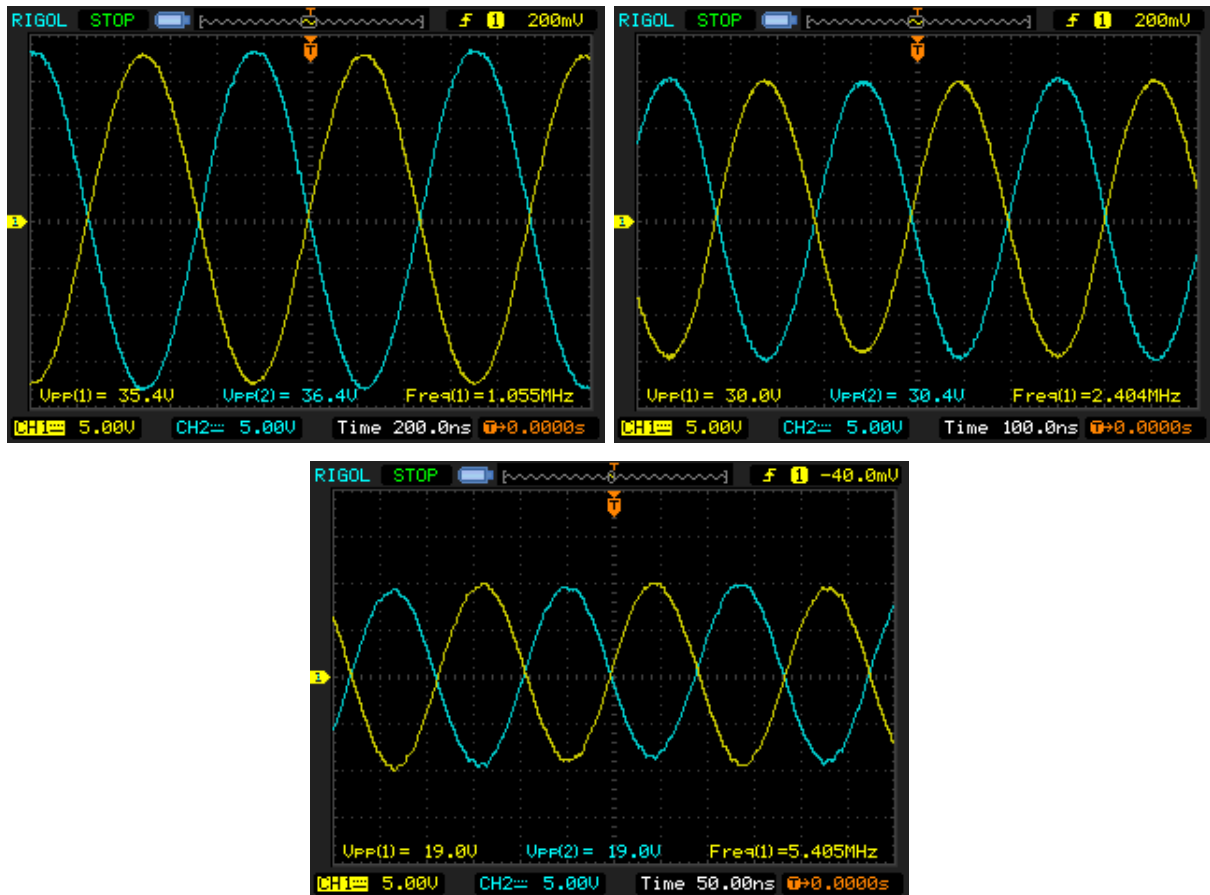 RIGOL STOP T 1 200mV
T
1
Vpp(1)= 35.4V Vpp(2)= 36.4V Freq(1)=1.055MHz
CH1 5.00V CH2 5.00V Time 200.0ns T→0.0000s
RIGOL STOP T 1 200mV
T
1
Vpp(1)= 30.0V Vpp(2)= 30.4V Freq(1)=2.404MHz
CH1 5.00V CH2 5.00V Time 100.0ns T→0.0000s
RIGOL STOP T 1 -40.0mV
T
1
Vpp(1)= 19.0V Vpp(2)= 19.0V Freq(1)=5.405MHz
CH1 5.00V CH2 5.00V Time 50.00ns T→0.0000s